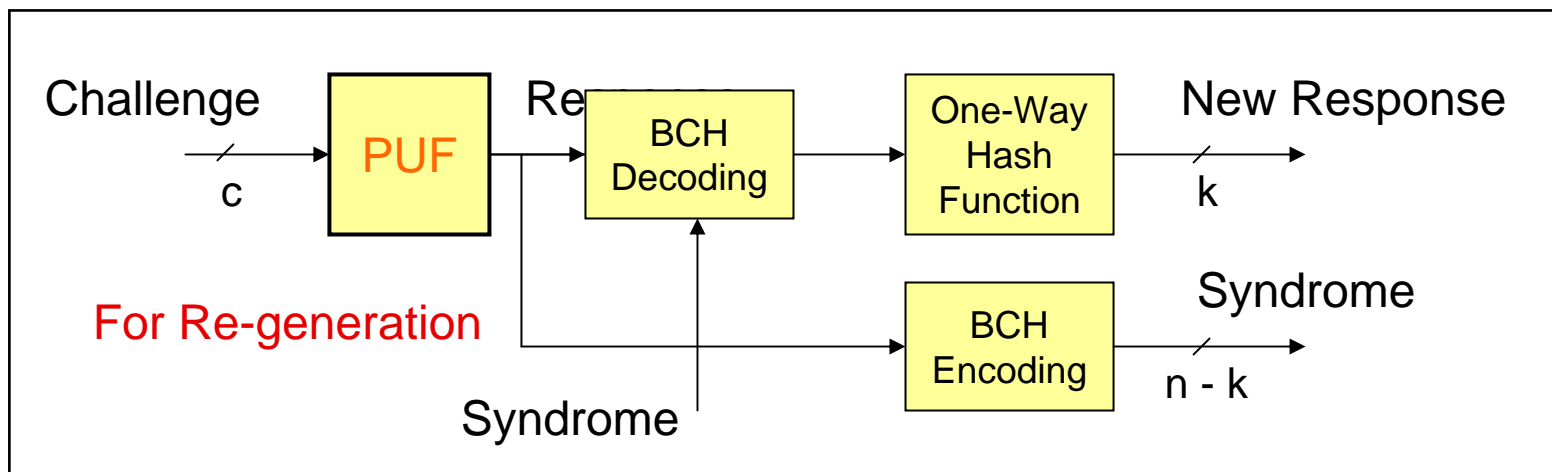 Challenge
c
PUF
BCH
Decoding
One-Way
Hash
Function
New Response
k
For Re-generation
Syndrome
BCH
Encoding
Syndrome
n - k